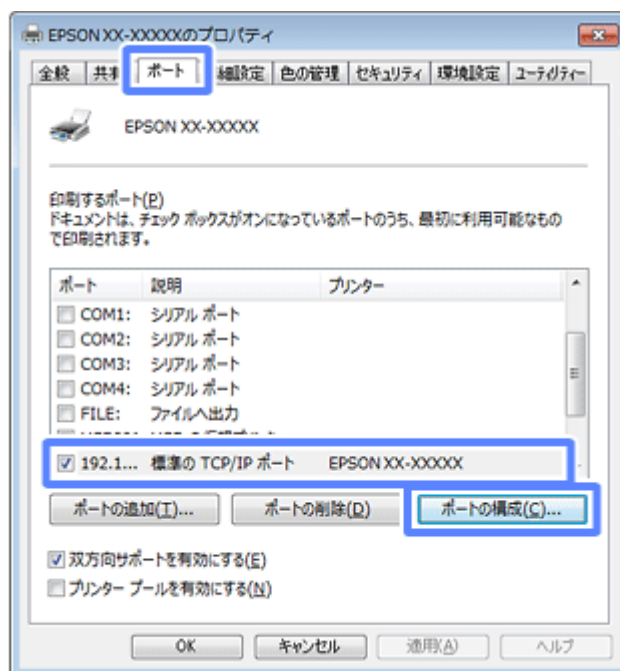 EPSON XX-XXXXXのプロパティ
全般 ポート 細設定 色の管理 セキュリティ 環境設定 ユーティリティー
EPSON XX-XXXXX
印刷するポート(P)
ドキュメントは、チェック ボックスがオンになっているポートのうち、最初に利用可能なもの
で印刷されます。
ポート 説明 プリンター
COM1: シリアル ポート
COM2: シリアル ポート
COM3: シリアル ポート
COM4: シリアル ポート
FILE: ファイルへ出力
192.1... 標準の TCP/IP ポート EPSON XX-XXXXX
ポートの追加(T)... ポートの削除(D) ポートの構成(C)...
双方向サポートを有効にする(E)
プリンター プールを有効にする(N)
OK キャンセル 適用(A) ヘルプ